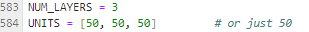 583 NUM_LAYERS = 3
584 UNITS = [50, 50, 50] # or just 50